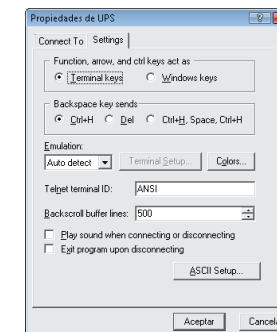 Propiedades de UPS
Connect To Settings
Function, arrow, and ctrl keys act as
Terminal keys Windows keys
Backspace key sends
Ctrl+H Del Ctrl+H, Space, Ctrl+H
Emulation:
Auto detect Terminal Setup... Colors...
Telnet terminal ID: ANSI
Backscroll buffer lines: 500
Play sound when connecting or disconnecting
Exit program upon disconnecting
ASCII Setup...
Aceptar Cancela